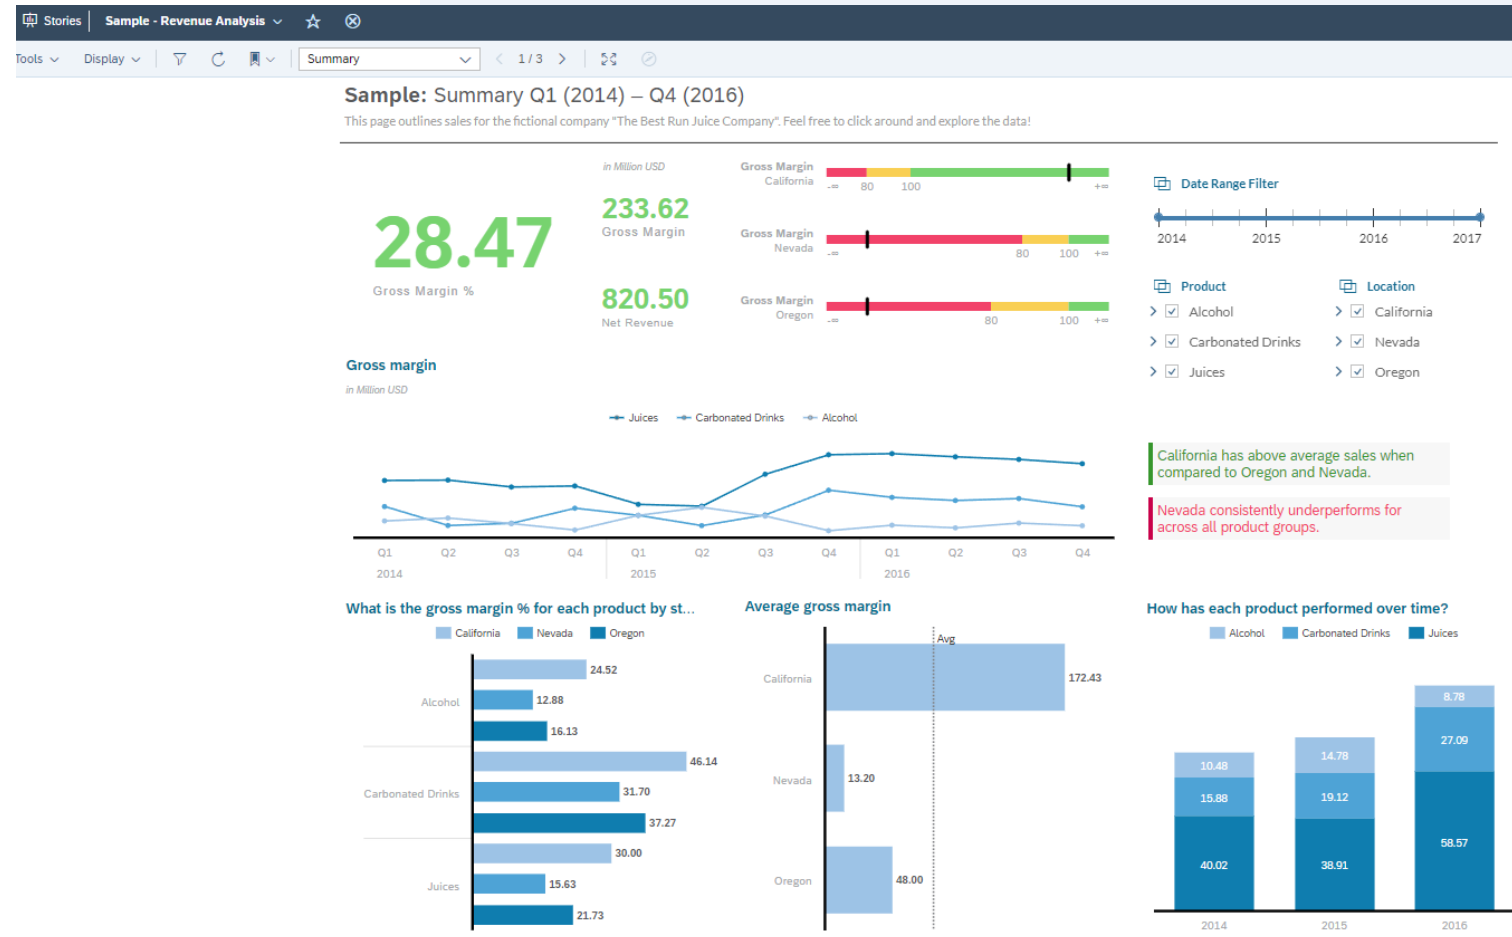 Stories Sample - Revenue Analysis
Tools Display Summary 1 / 3
Sample: Summary Q1 (2014) – Q4 (2016)
This page outlines sales for the fictional company "The Best Run Juice Company". Feel free to click around and explore the data!
28.47
Gross Margin %
in Million USD
233.62
Gross Margin
820.50
Net Revenue
Gross Margin
California
-∞ 80 100 +∞
Gross Margin
Nevada
-∞ 80 100 +∞
Gross Margin
Oregon
-∞ 80 100 +∞
Date Range Filter
2014 2015 2016 2017
Product
Alcohol
Carbonated Drinks
Juices
Location
California
Nevada
Oregon
Gross margin
in Million USD
Juices Carbonated Drinks Alcohol
Q1 Q2 Q3 Q4 Q1 Q2 Q3 Q4 Q1 Q2 Q3 Q4
2014 2015 2016
California has above average sales when
compared to Oregon and Nevada.
Nevada consistently underperforms for
across all product groups.
What is the gross margin % for each product by st...
California Nevada Oregon
Alcohol
24.52
12.88
16.13
Carbonated Drinks
46.14
31.70
37.27
Juices
30.00
15.63
21.73
Average gross margin
Avg
California 172.43
Nevada 13.20
Oregon 48.00
How has each product performed over time?
Alcohol Carbonated Drinks Juices
10.48
15.88
40.02
14.78
19.12
38.91
8.78
27.09
58.57
2014 2015 2016